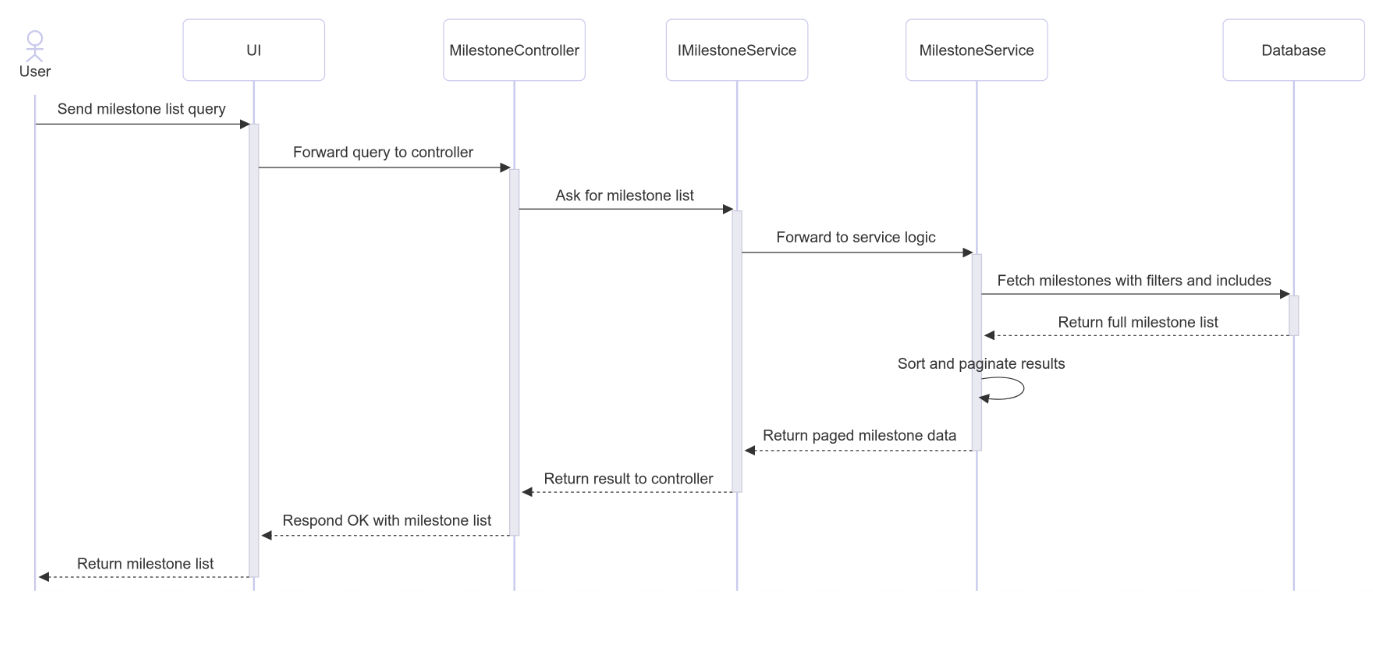 User
UI
MilestoneController
IMilestoneService
MilestoneService
Database
Send milestone list query
Forward query to controller
Ask for milestone list
Forward to service logic
Fetch milestones with filters and includes
Return full milestone list
Sort and paginate results
Return paged milestone data
Return result to controller
Respond OK with milestone list
Return milestone list